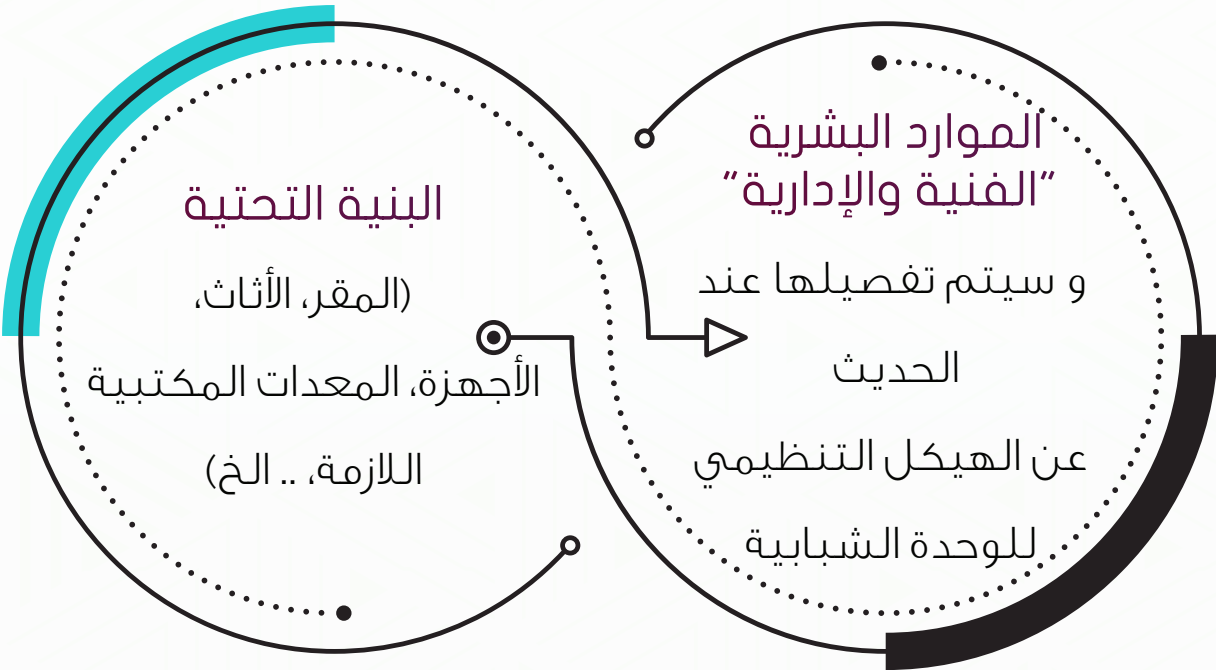 الموارد البشرية
"الفنية والإدارية"
و سيتم تفصيلها عند
الحديث
عن الهيكل التنظيمي
للوحدة الشبابية
البنية التحتية
(المقر، الأثاث،
الأجهزة، المعدات المكتبية
اللازمة، .. الخ)